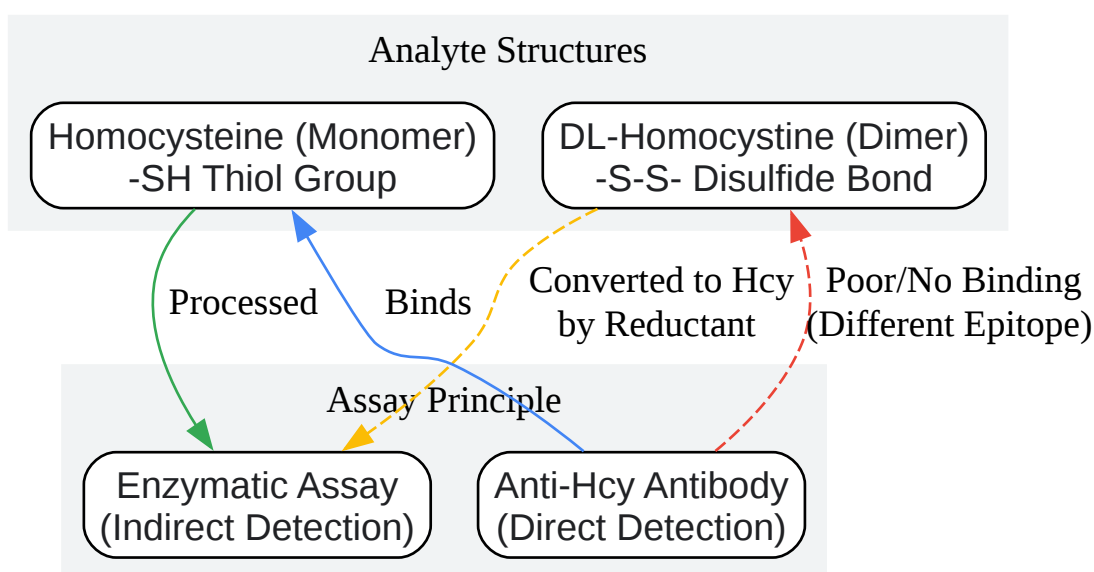 Analyte Structures
Homocysteine (Monomer)
-SH Thiol Group
DL-Homocystine (Dimer)
-S-S- Disulfide Bond
Processed
Binds
Converted to Hcy
by Reductant
Poor/No Binding
(Different Epitope)
Assay Principle
Enzymatic Assay
(Indirect Detection)
Anti-Hcy Antibody
(Direct Detection)